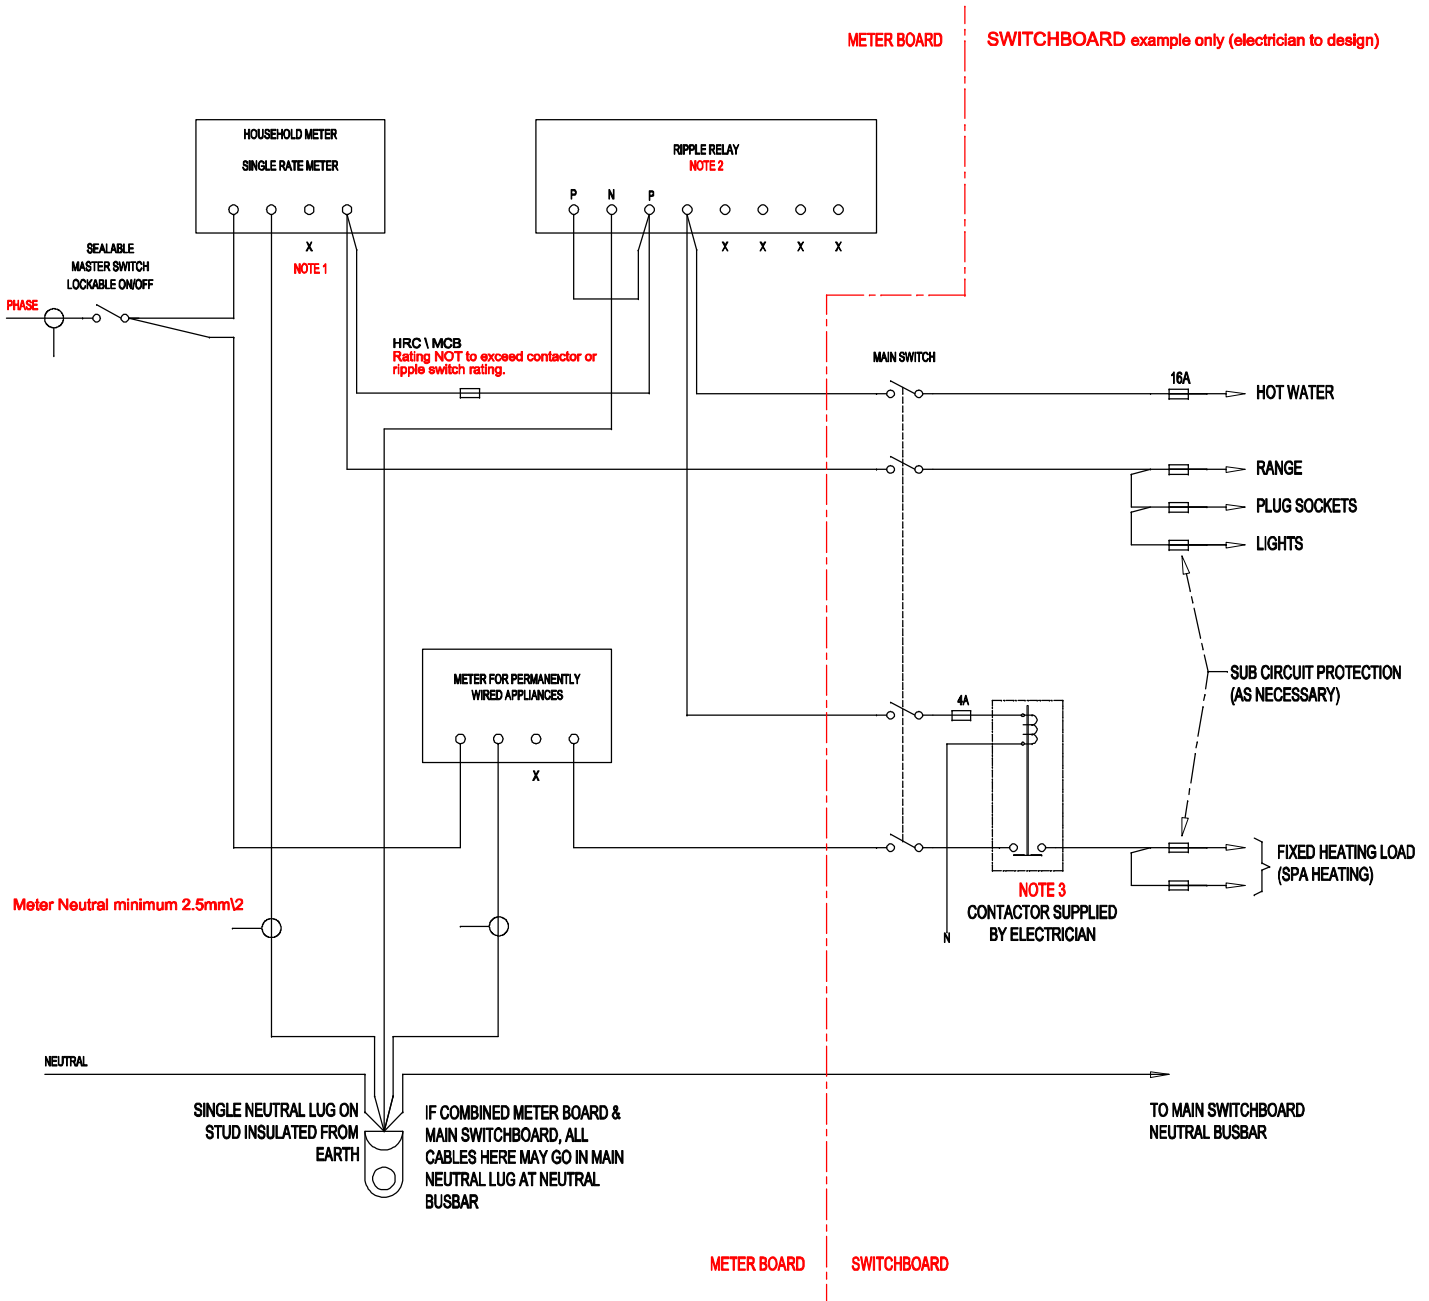 METER BOARD
SWITCHBOARD example only (electrician to design)
HOUSEHOLD METER
SINGLE RATE METER
X
NOTE 1
RIPPLE RELAY
NOTE 2
P N P
X X X X
SEALABLE
MASTER SWITCH
LOCKABLE ON/OFF
PHASE
HRC \ MCB
Rating NOT to exceed contactor or
ripple switch rating.
MAIN SWITCH
16A
HOT WATER
RANGE
PLUG SOCKETS
LIGHTS
METER FOR PERMANENTLY
WIRED APPLIANCES
X
4A
SUB CIRCUIT PROTECTION
(AS NECESSARY)
FIXED HEATING LOAD
(SPA HEATING)
NOTE 3
CONTACTOR SUPPLIED
BY ELECTRICIAN
N
Meter Neutral minimum 2.5mm\2
NEUTRAL
SINGLE NEUTRAL LUG ON
STUD INSULATED FROM
EARTH
IF COMBINED METER BOARD &
MAIN SWITCHBOARD, ALL
CABLES HERE MAY GO IN MAIN
NEUTRAL LUG AT NEUTRAL
BUSBAR
TO MAIN SWITCHBOARD
NEUTRAL BUSBAR
METER BOARD
SWITCHBOARD